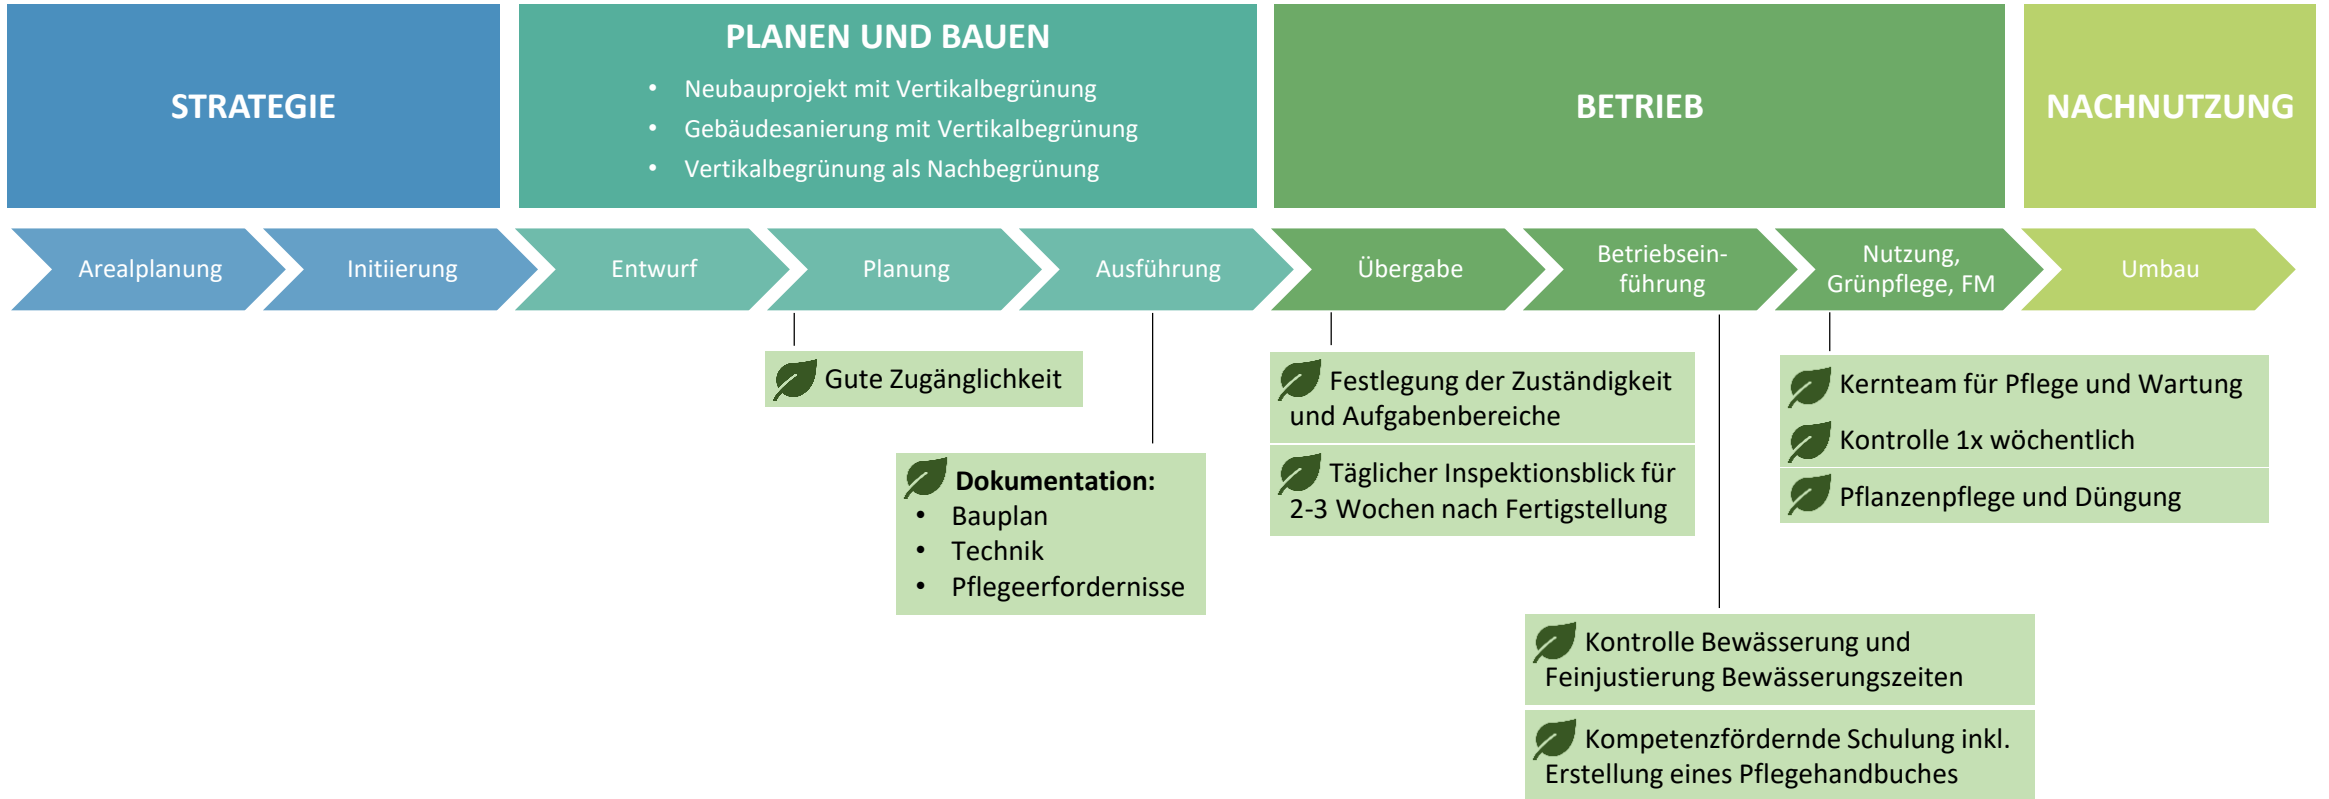 STRATEGIE
PLANEN UND BAUEN
• Neubauprojekt mit Vertikalbegrünung
• Gebäudesanierung mit Vertikalbegrünung
• Vertikalbegrünung als Nachbegrünung
BETRIEB
NACHNUTZUNG
Arealplanung
Initiierung
Entwurf
Planung
Ausführung
Übergabe
Betriebsein-
führung
Nutzung,
Grünpflege, FM
Umbau
Gute Zugänglichkeit
Dokumentation:
• Bauplan
• Technik
• Pflegeerfordernisse
Festlegung der Zuständigkeit
und Aufgabenbereiche
Täglicher Inspektionsblick für
2-3 Wochen nach Fertigstellung
Kontrolle Bewässerung und
Feinjustierung Bewässerungszeiten
Kompetenzfördernde Schulung inkl.
Erstellung eines Pflegehandbuches
Kernteam für Pflege und Wartung
Kontrolle 1x wöchentlich
Pflanzenpflege und Düngung